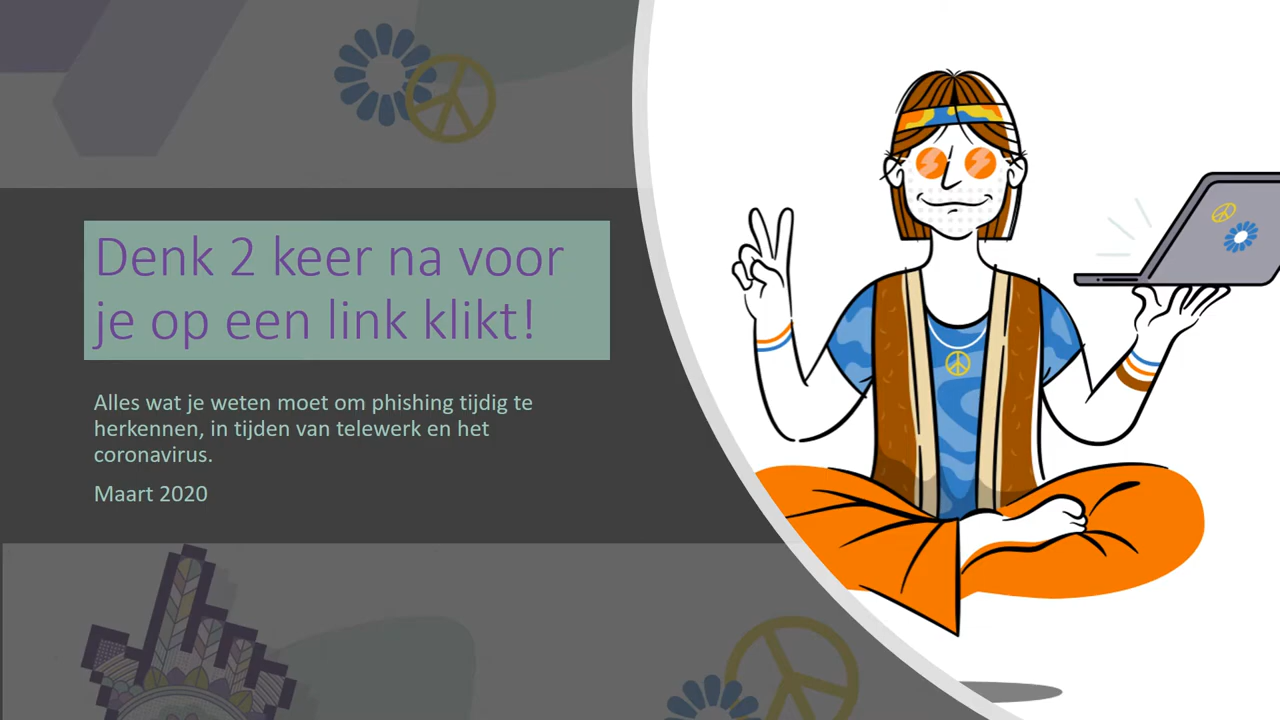 Denk 2 keer na voor
je op een link klikt!
Alles wat je weten moet om phishing tijdig te
herkennen, in tijden van telewerk en het
coronavirus.
Maart 2020